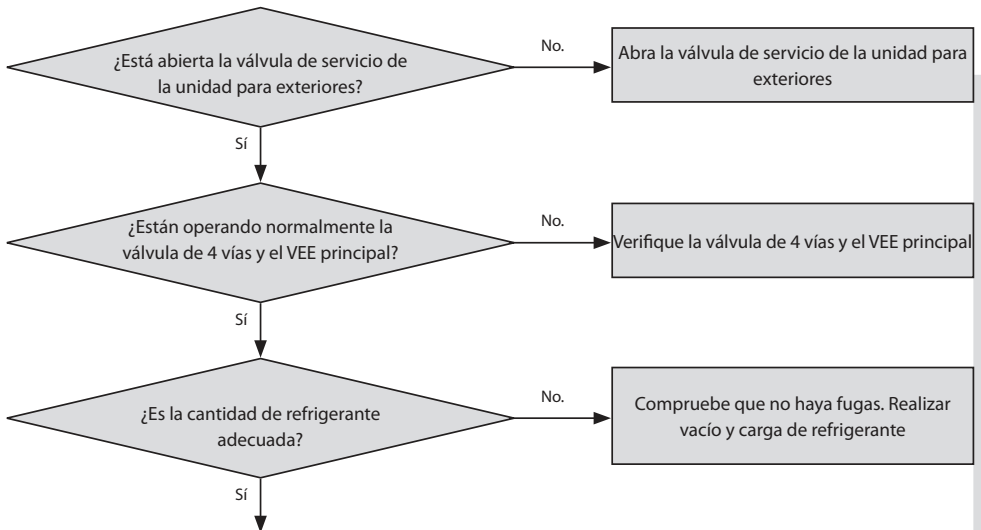 ¿Está abierta la válvula de servicio de
la unidad para exteriores?
No.
Abra la válvula de servicio de la unidad para
exteriores
Sí
¿Están operando normalmente la
válvula de 4 vías y el VEE principal?
No.
Verifique la válvula de 4 vías y el VEE principal
Sí
¿Es la cantidad de refrigerante
adecuada?
No.
Compruebe que no haya fugas. Realizar
vacío y carga de refrigerante
Sí